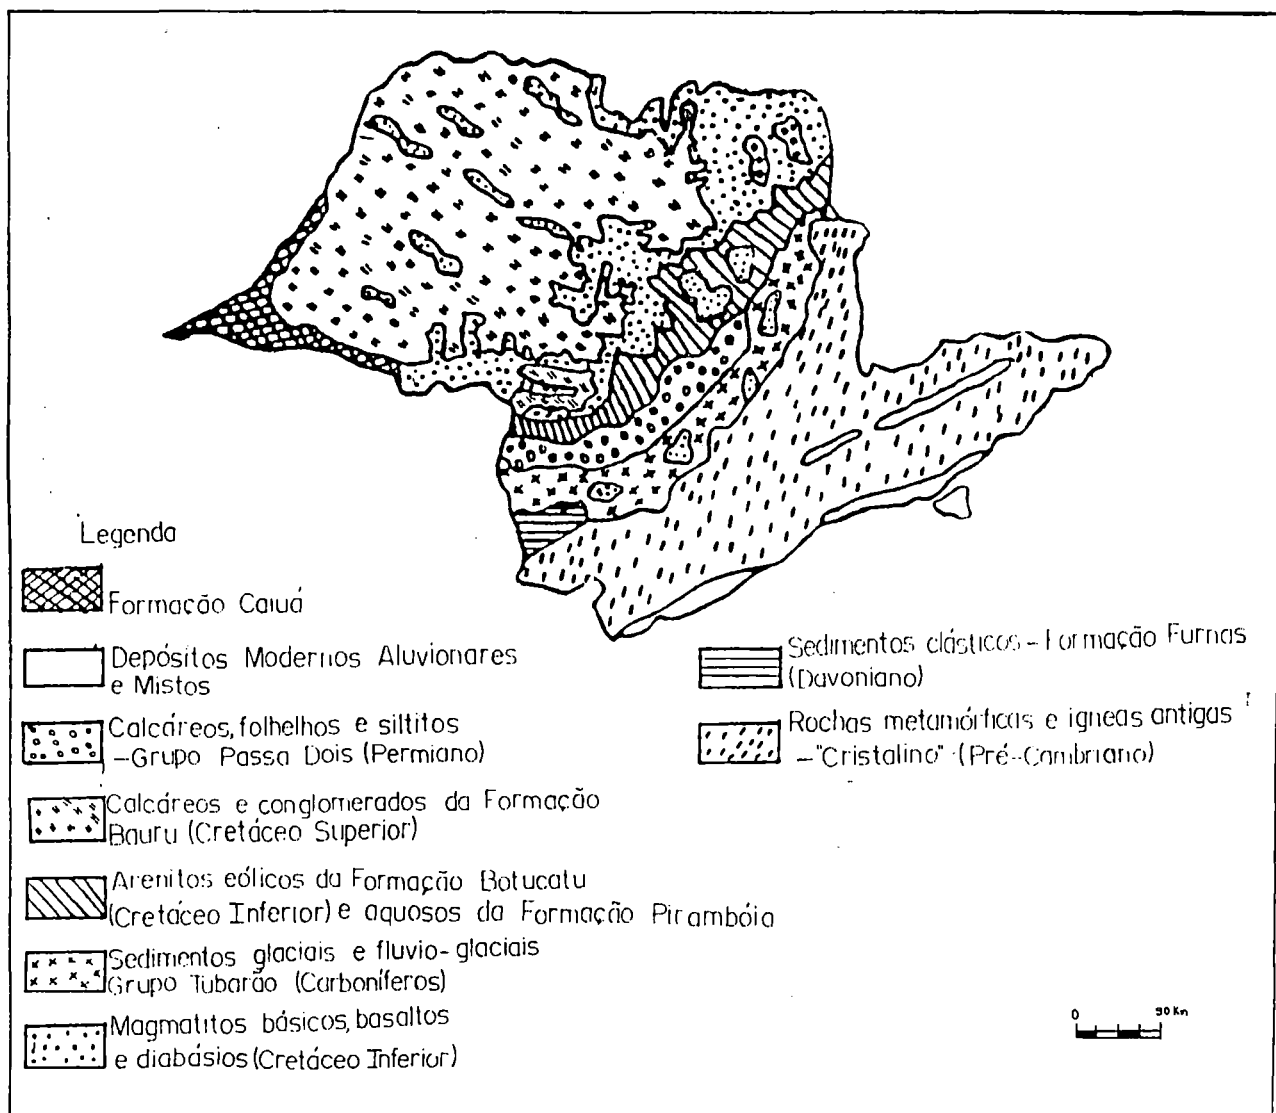 Legenda
Formação Caiuá
Depósitos Modernos Aluvionares
e Mistos
Calcáreos, folhelhos e siltitos
-Grupo Passa Dois (Permiano)
Calcáreos e conglomerados da Formação
Bauru (Cretáceo Superior)
Arenitos eólicos da Formação Botucatu
(Cretáceo Inferior) e aquosos da Formação Pirambóia
Sedimentos glaciais e fluvio-glaciais
Grupo Tubarão (Carboníferos)
Magmatitos básicos, basaltos
e diabásios (Cretáceo Inferior)
Sedimentos clásticos - Formação Furnas
(Davoniano)
Rochas metamórficas e igneas antigas
- "Cristalino" - (Pré-Cambriano)
0 90 Km